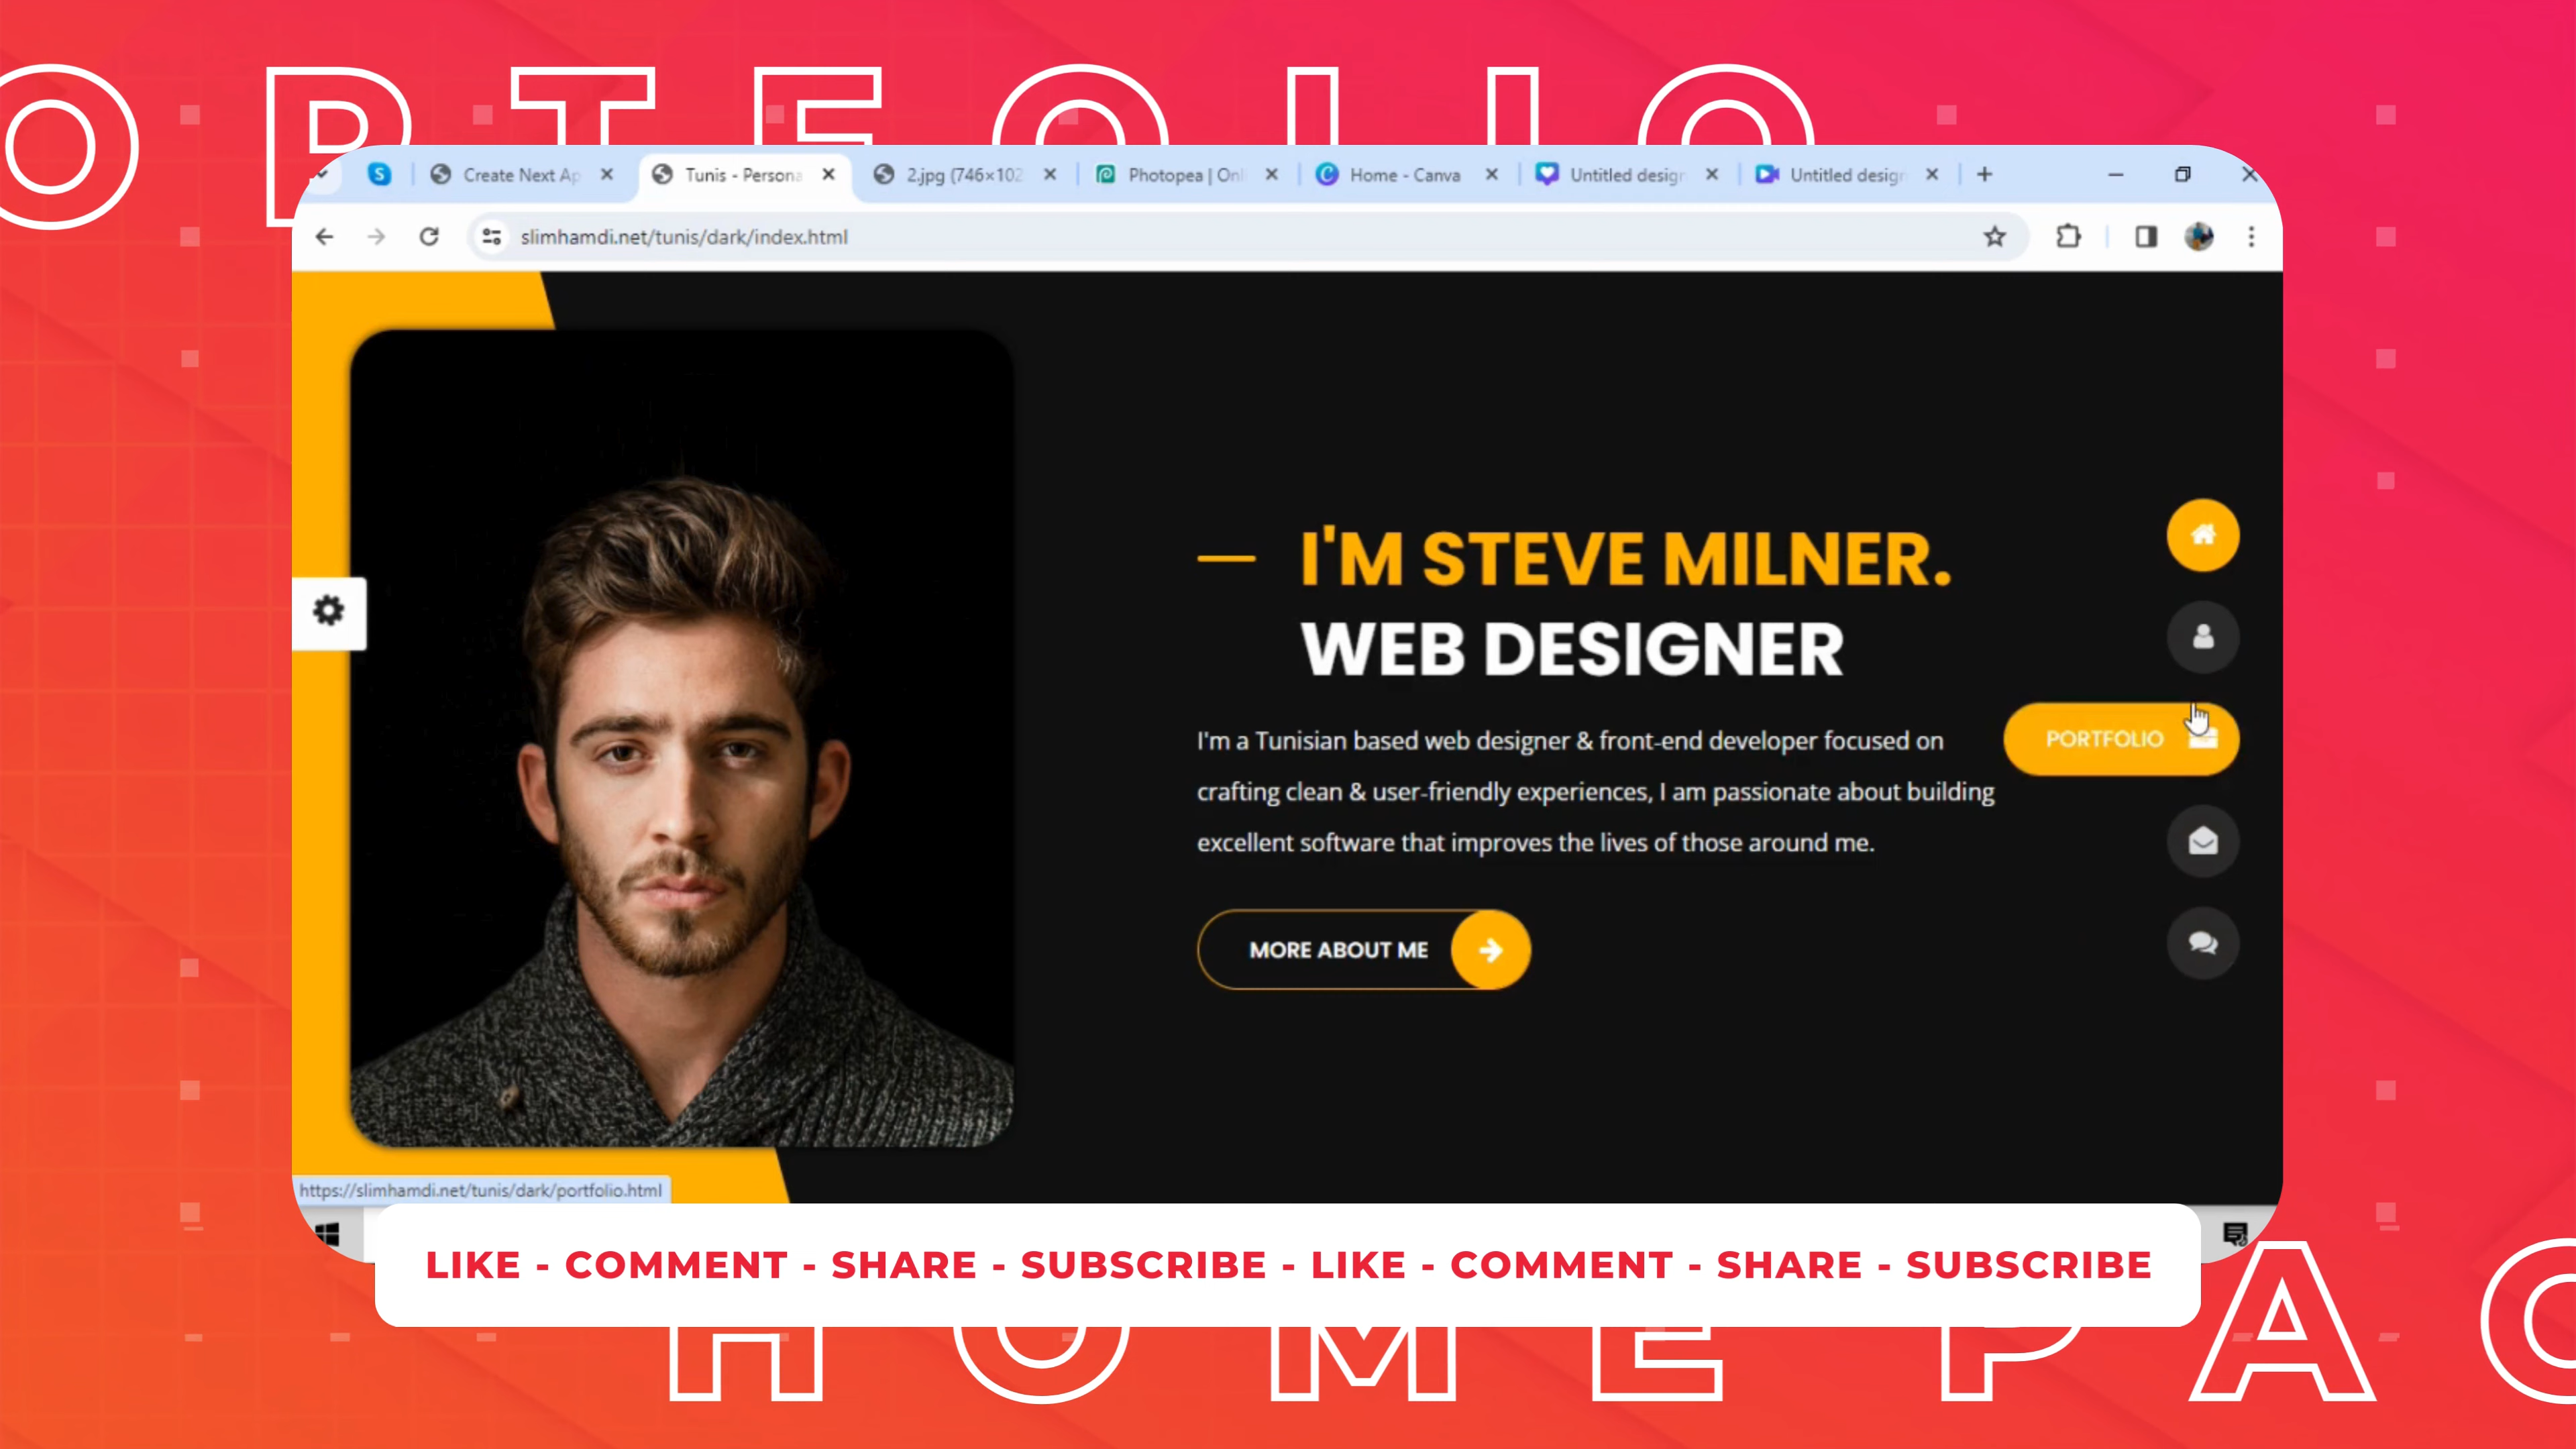 O P T F O L I O
Create Next Ap
Tunis - Persona
2.jpg (746×102
Photopea | Onl
Home - Canva
Untitled design
Untitled design
slimhamdi.net/tunis/dark/index.html
I'M STEVE MILNER.
WEB DESIGNER
PORTFOLIO
I'm a Tunisian based web designer & front-end developer focused on
crafting clean & user-friendly experiences, I am passionate about building
excellent software that improves the lives of those around me.
MORE ABOUT ME
https://slimhamdi.net/tunis/dark/portfolio.html
LIKE - COMMENT - SHARE - SUBSCRIBE - LIKE - COMMENT - SHARE - SUBSCRIBE
HOME PA